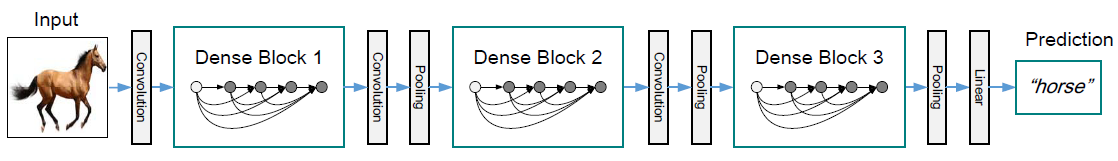 Input
Convolution
Dense Block 1
Convolution
Pooling
Dense Block 2
Convolution
Pooling
Dense Block 3
Pooling
Linear
Prediction
“horse”